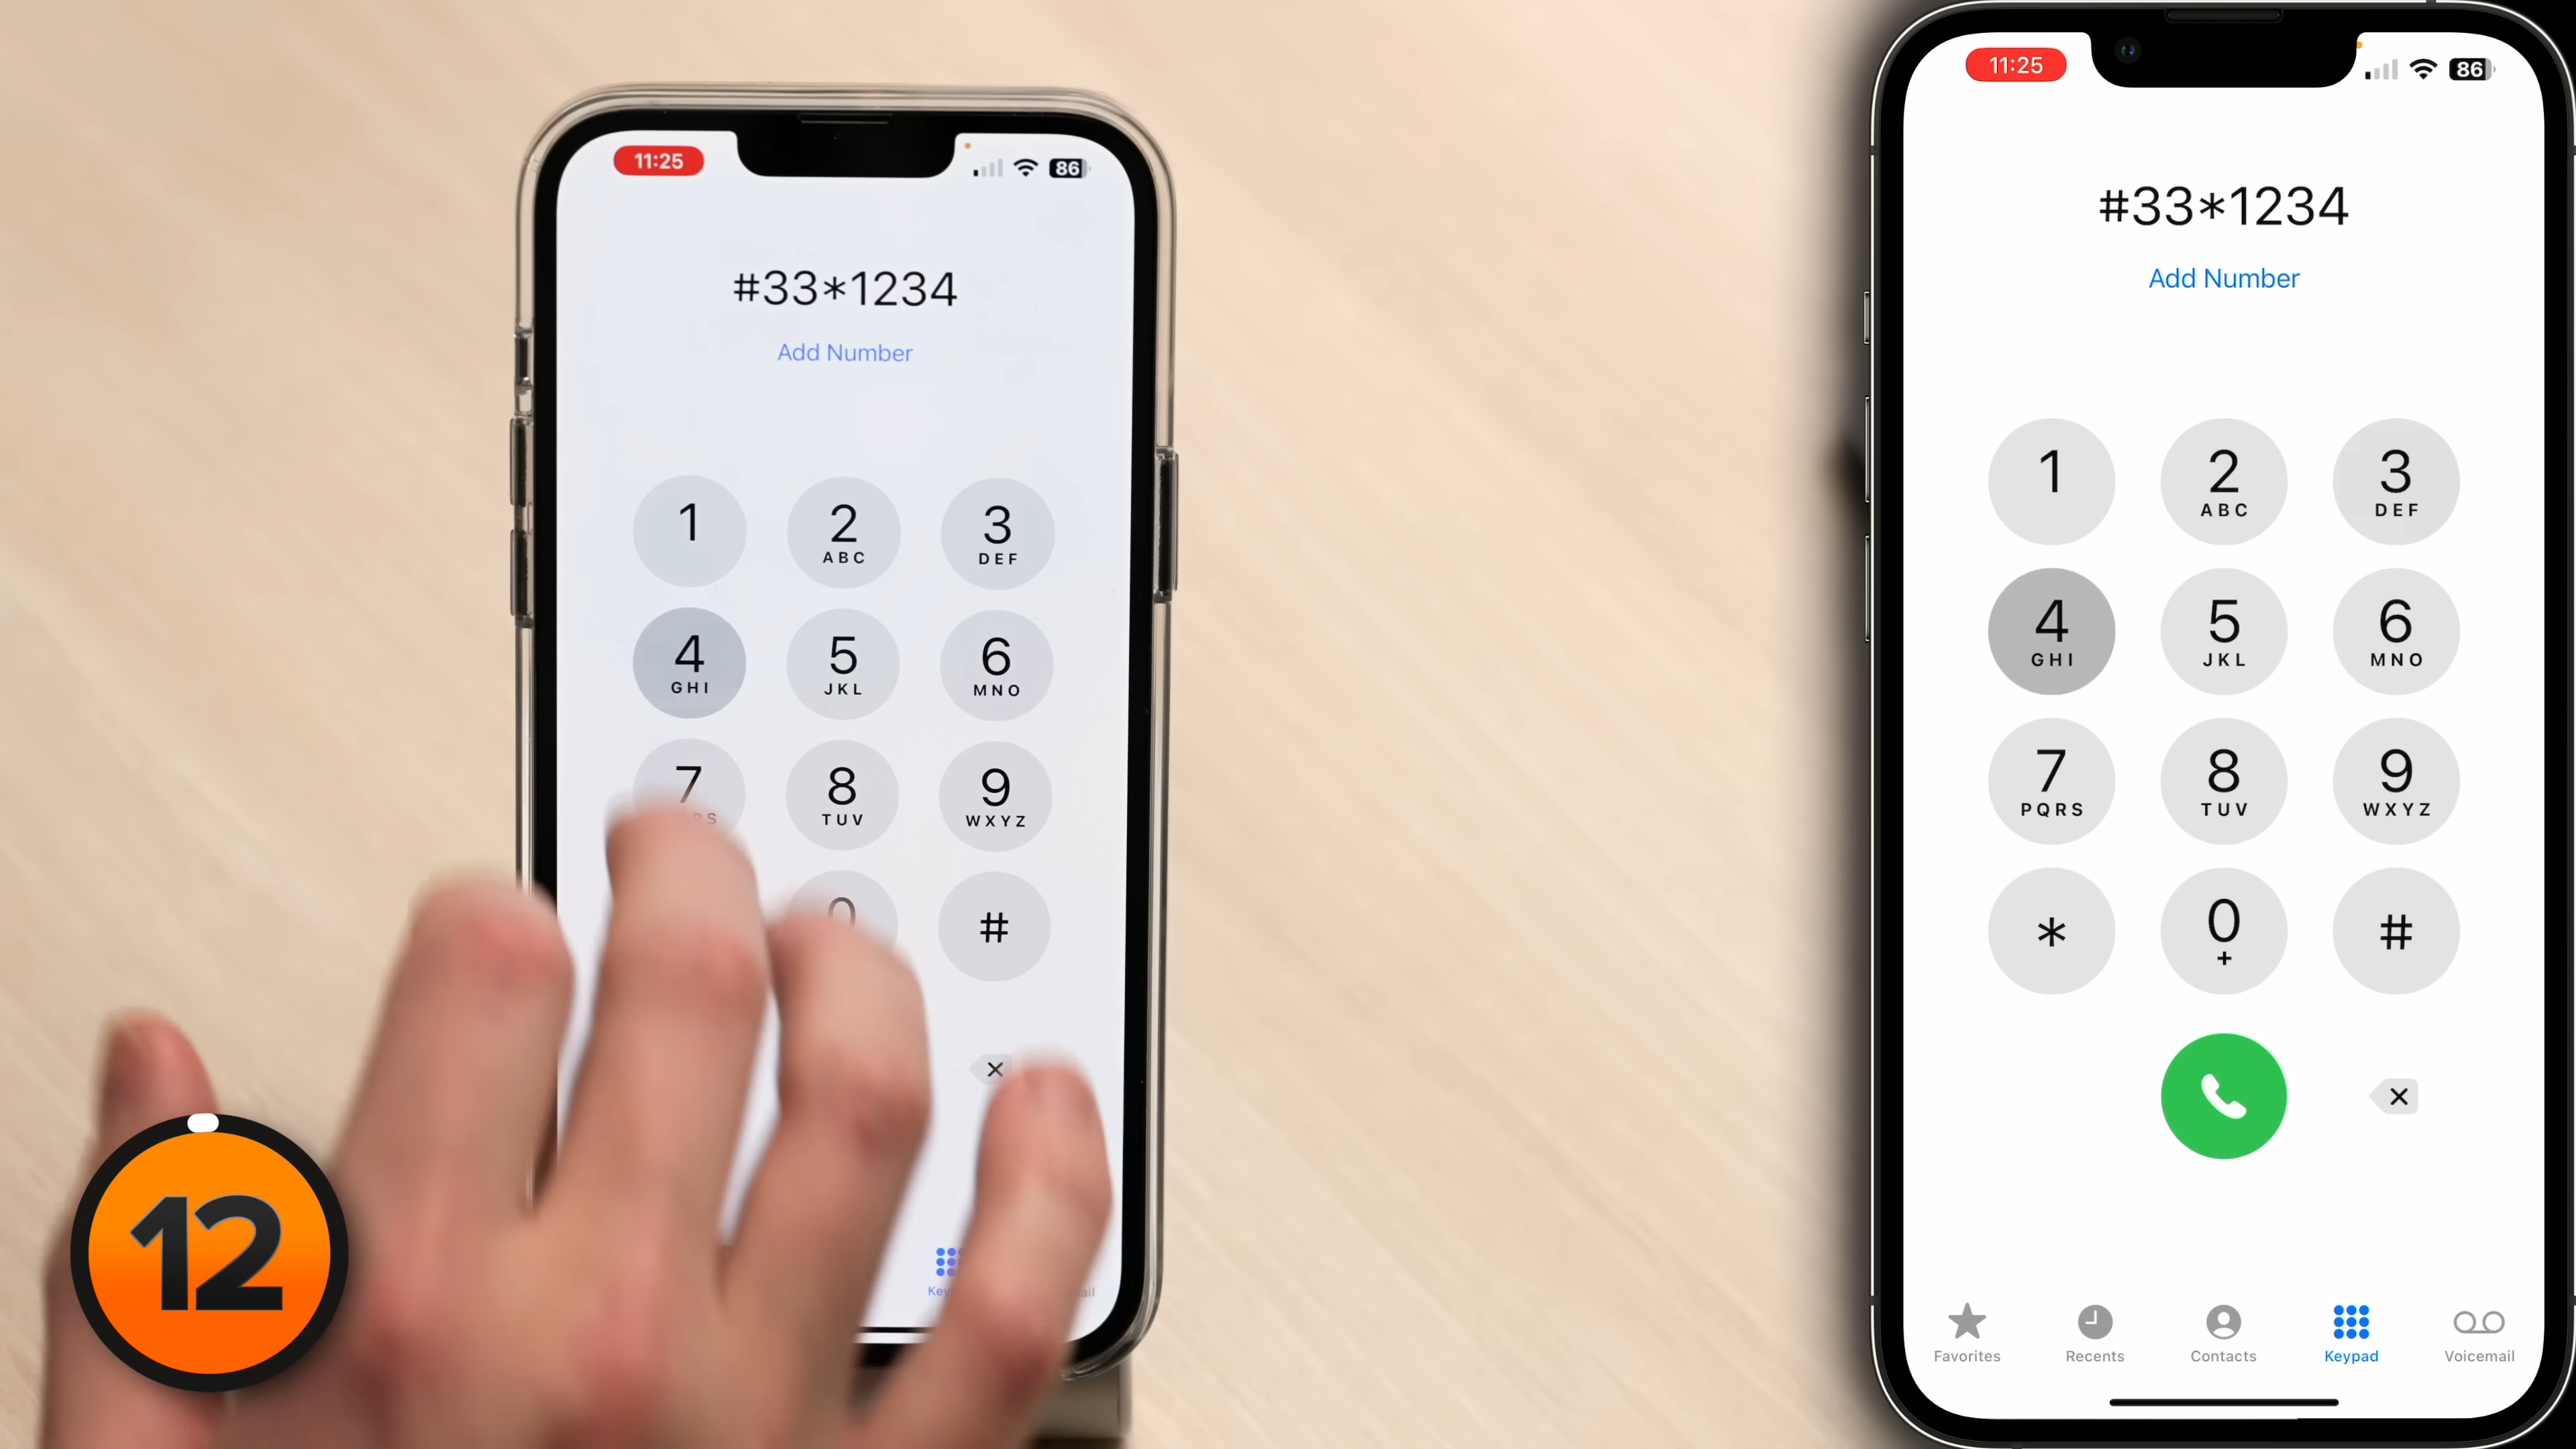 11:25
86
#33*1234
Add Number
1
2
ABC
3
DEF
4
GHI
5
JKL
6
MNO
7
8
TUV
9
WXYZ
0
#
12
11:25
86
#33*1234
Add Number
1
2
ABC
3
DEF
4
GHI
5
JKL
6
MNO
7
PQRS
8
TUV
9
WXYZ
*
0
+
#
Favorites
Recents
Contacts
Keypad
Voicemail